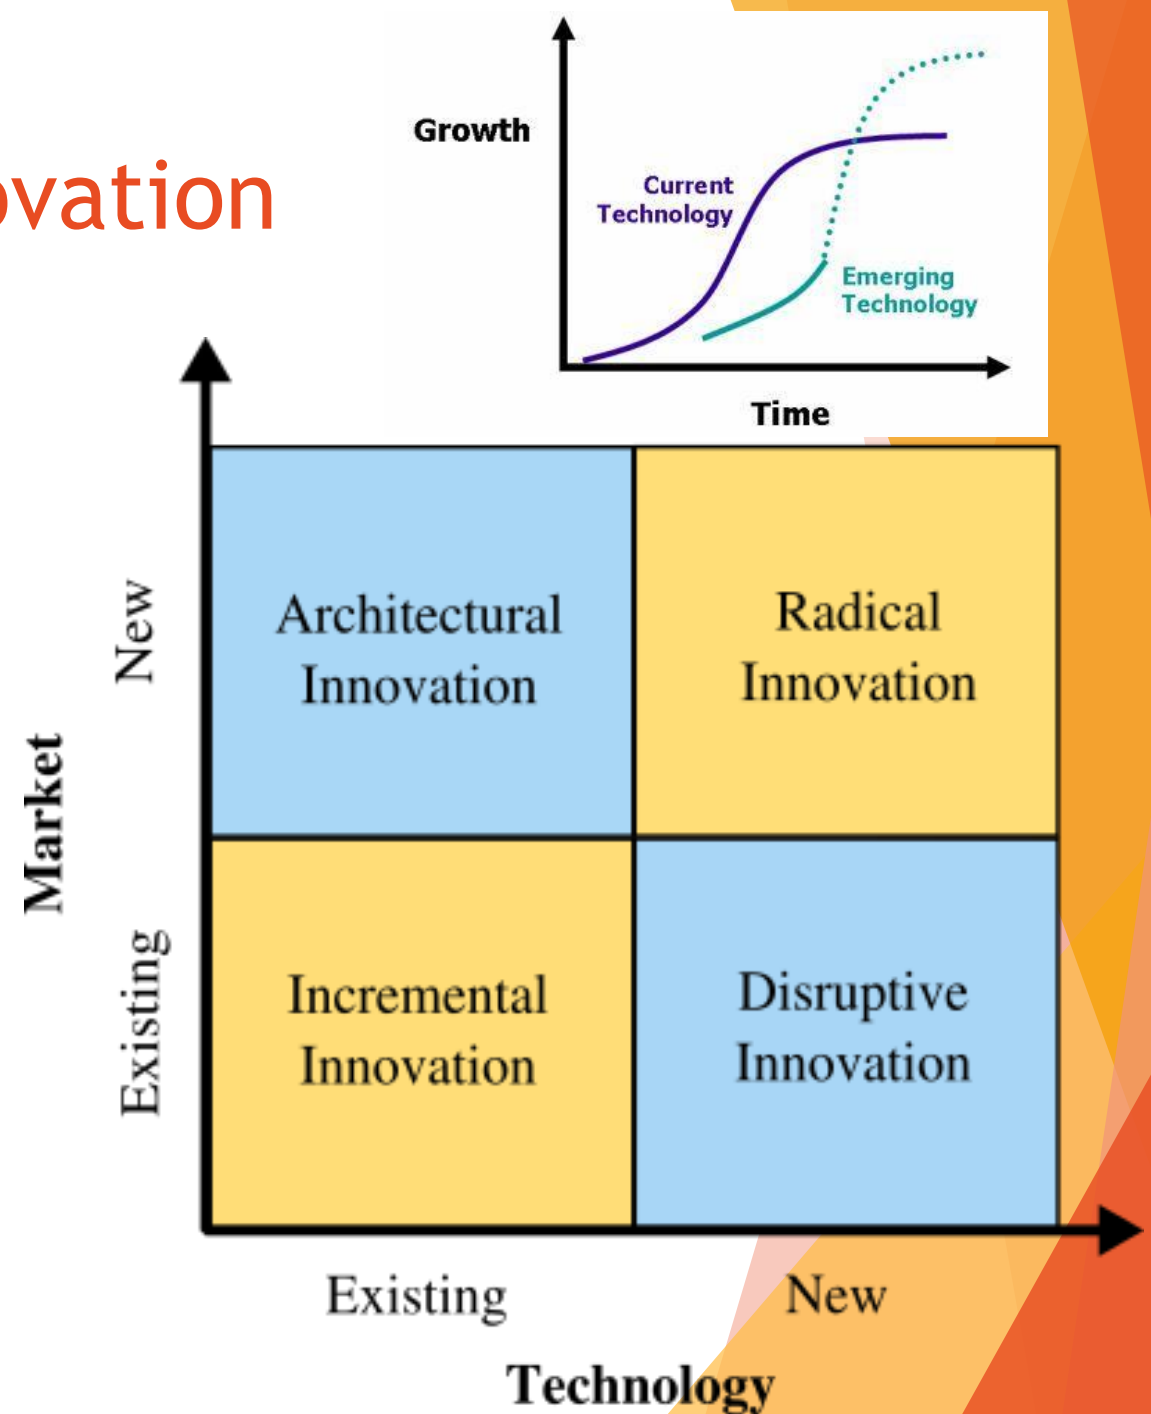 ovation
Growth
Current
Technology
Emerging
Technology
Time
Market
New
Existing
Architectural
Innovation
Radical
Innovation
Incremental
Innovation
Disruptive
Innovation
Existing
New
Technology